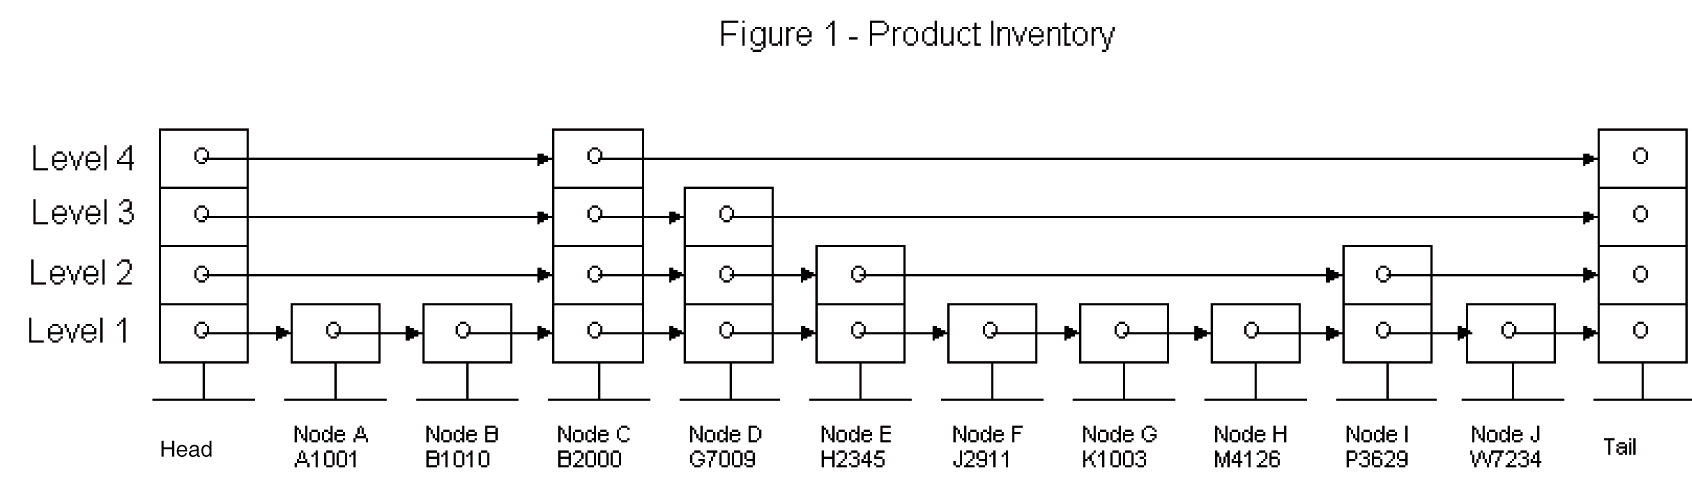 Figure 1 - Product Inventory
Level 4
Level 3
Level 2
Level 1
Head
Node A
A1001
Node B
B1010
Node C
B2000
Node D
G7009
Node E
H2345
Node F
J2911
Node G
K1003
Node H
M4126
Node I
P3629
Node J
W7234
Tail